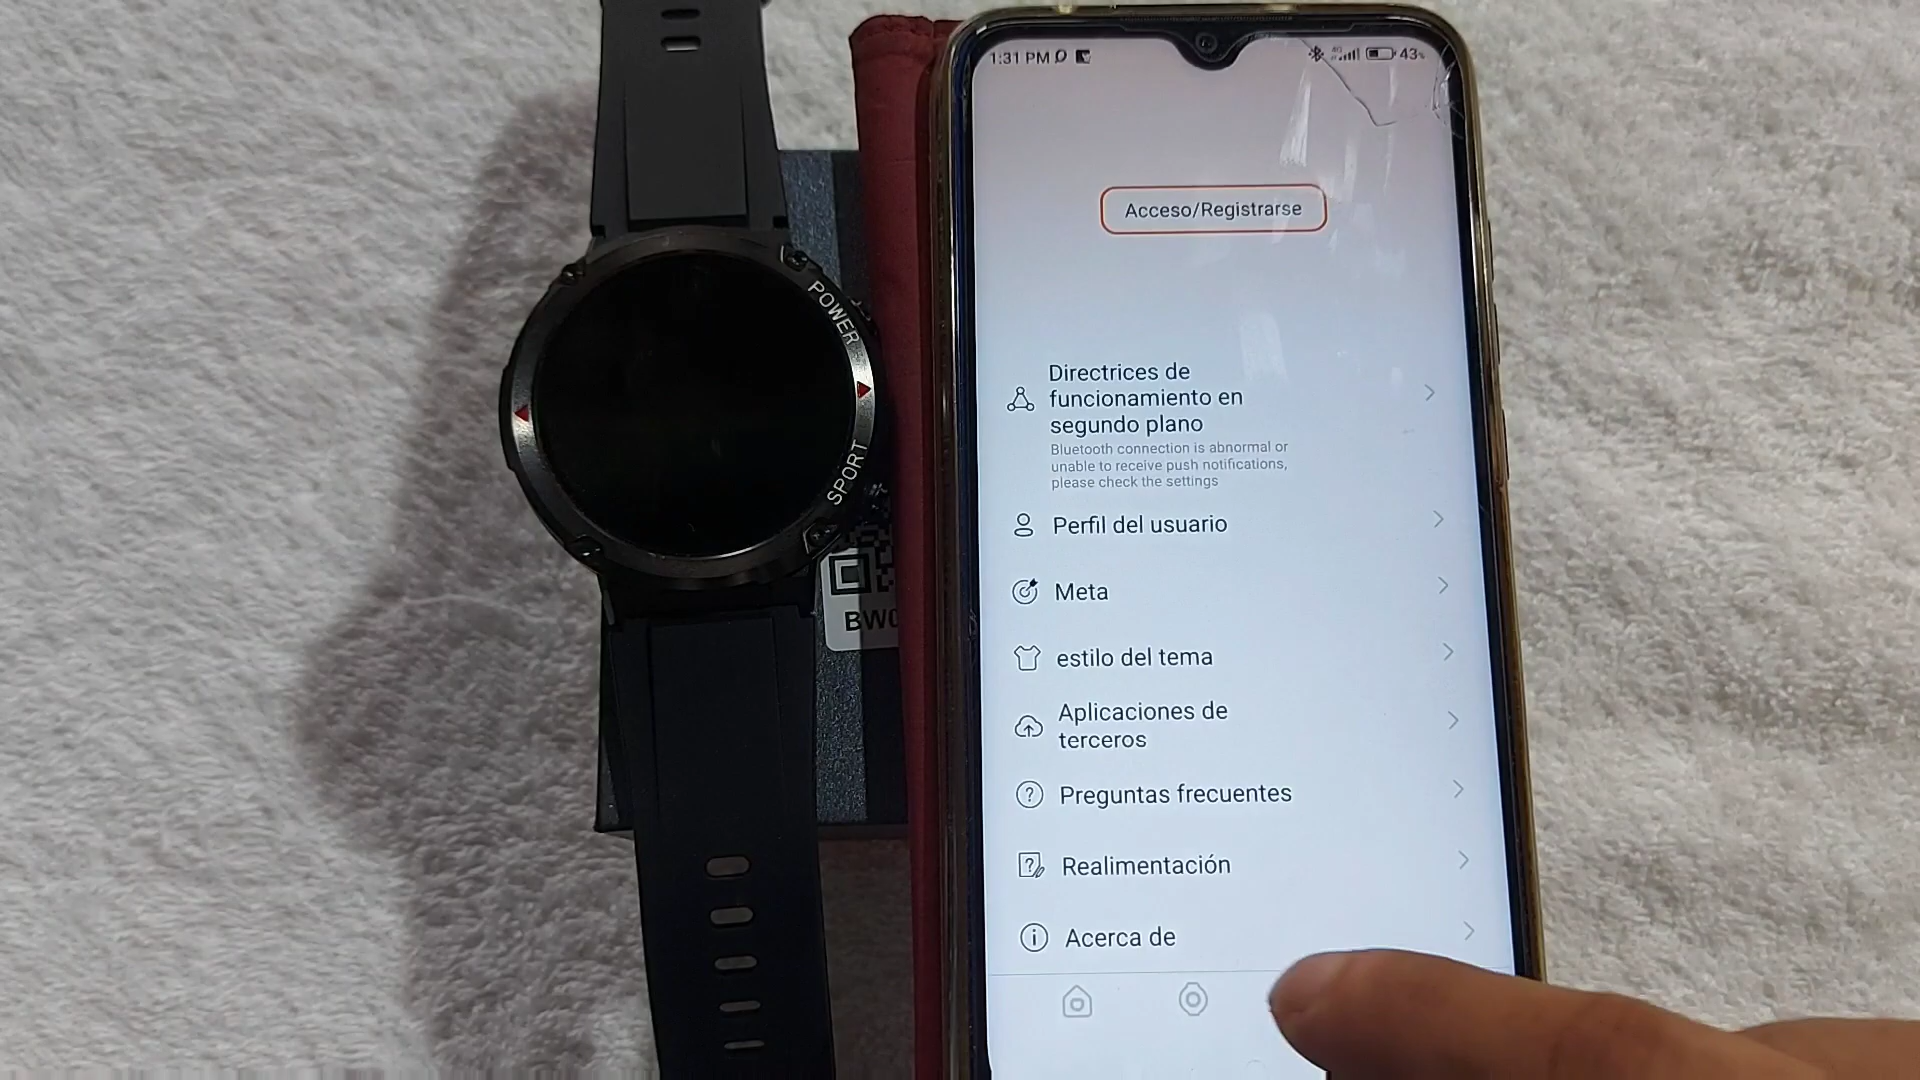 1:31 PM
4G
43
Acceso/Registrarse
Directrices de
funcionamiento en
segundo plano
Bluetooth connection is abnormal or
unable to receive push notifications,
please check the settings
Perfil del usuario
Meta
estilo del tema
Aplicaciones de
terceros
Preguntas frecuentes
Realimentación
Acerca de
POWER
SPORT